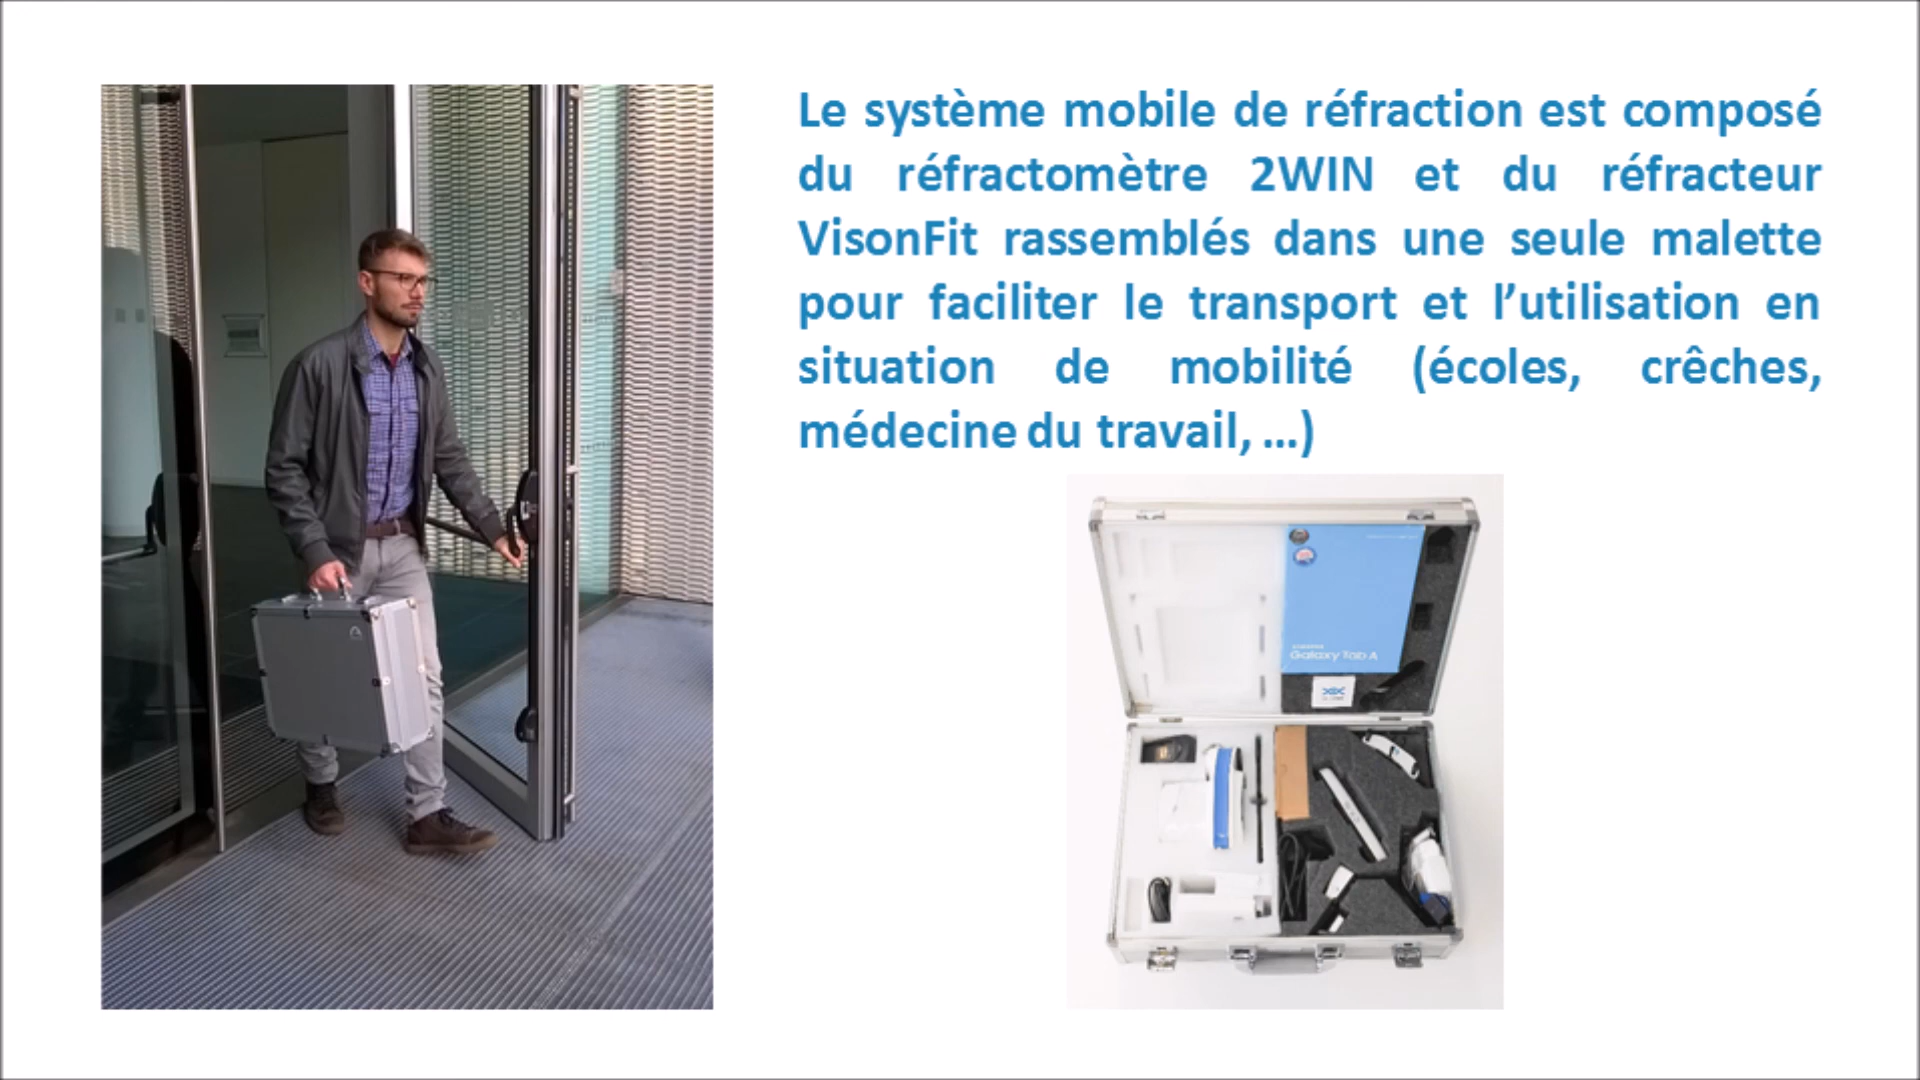 Le système mobile de réfraction est composé
du réfractomètre 2WIN et du réfracteur
VisonFit rassemblés dans une seule malette
pour faciliter le transport et l’utilisation en
situation de mobilité (écoles, crêches,
médecine du travail, ...)
Galaxy Tab A